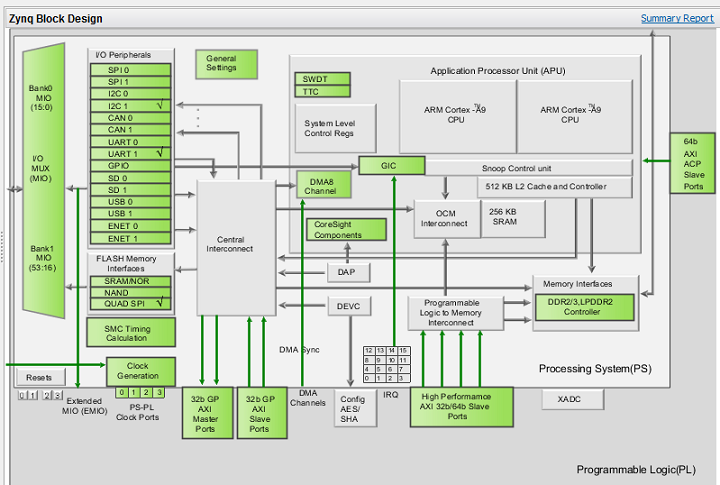 Zynq Block Design
Summary Report
I/O Peripherals
SPI 0
SPI 1
I2C 0
I2C 1 √
CAN 0
CAN 1
UART 0
UART 1 √
GPIO
SD 0
SD 1
USB 0
USB 1
ENET 0
ENET 1
Bank0
MIO
(15:0)
I/O
MUX
(MIO)
Bank1
MIO
(53:16)
FLASH Memory
Interfaces
SRAM/NOR
NAND
QUAD SPI √
SMC Timing
Calculation
Clock
Generation
0 1 2 3
PS-PL
Clock Ports
Resets
0 1 2 3
Extended
MIO (EMIO)
General
Settings
Application Processor Unit (APU)
SWDT
TTC
System Level
Control Regs
ARM Cortex -A9
TM
CPU
ARM Cortex -A9
TM
CPU
GIC
Snoop Control unit
DMA8
Channel
512 KB L2 Cache and Controller
OCM
Interconnect
256 KB
SRAM
CoreSight
Components
Central
Interconnect
DAP
DEVC
Programmable
Logic to Memory
Interconnect
Memory Interfaces
DDR2/3,LPDDR2
Controller
64b
AXI
ACP
Slave
Ports
DMA Sync
12 13 14 15
8 9 10 11
4 5 6 7
0 1 2 3
Processing System(PS)
32b GP
AXI
Master
Ports
32b GP
AXI
Slave
Ports
DMA
Channels
Config
AES/
SHA
IRQ
High Performamce
AXI 32b/64b Slave
Ports
XADC
Programmable Logic(PL)